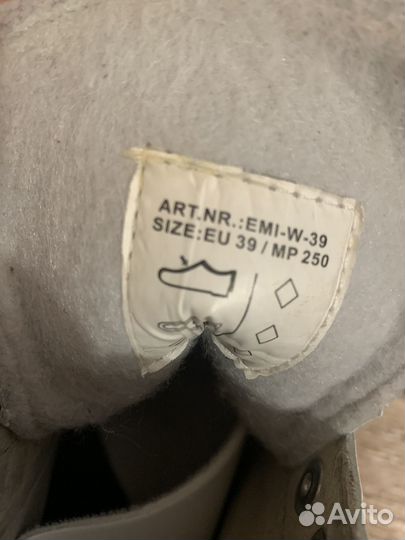 ART.NR.:EMI-W-39
SIZE:EU 39 / MP 250
Avito